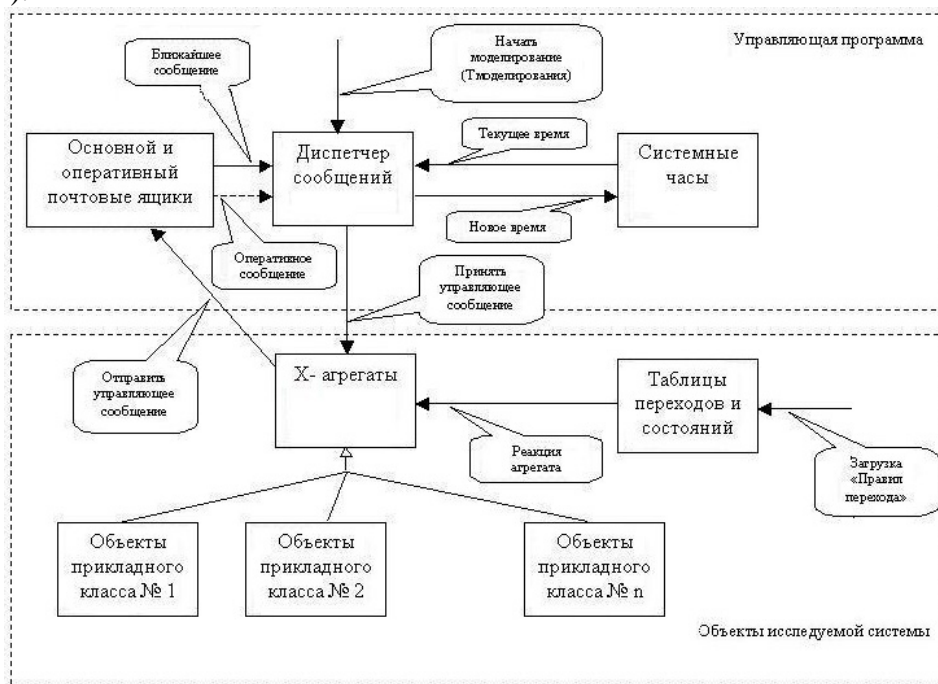 ),
Управляющая программа
Ближайшее
сообщение
Начать
моделирование
(Тмоделирования)
Основной и
оперативный
почтовые ящики
Диспетчер
сообщений
Текущее время
Системные
часы
Новое время
Оперативное
сообщение
Принять
управляющее
сообщение
Отправить
управляющее
сообщение
Х- агрегаты
Таблицы
переходов и
состояний
Реакция
агрегата
Загрузка
«Правил
перехода»
Объекты
прикладного
класса № 1
Объекты
прикладного
класса № 2
Объекты
прикладного
класса № n
Объекты исследуемой системы